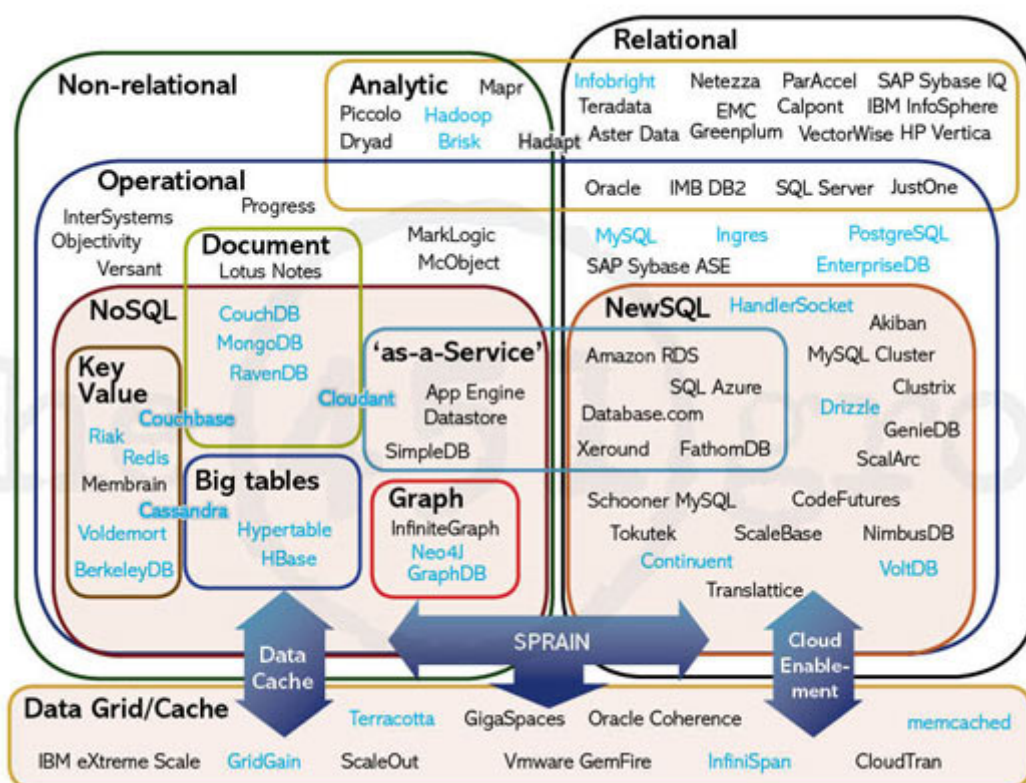 Relational
Non-relational
Analytic
Mapr
Piccolo
Hadoop
Dryad
Brisk
Hadapt
Infobright
Netezza
ParAccel
SAP Sybase IQ
Teradata
EMC
Calpont
IBM InfoSphere
Aster Data
Greenplum
VectorWise
HP Vertica
Operational
Oracle
IMB DB2
SQL Server
JustOne
InterSystems
Progress
Objectivity
Versant
Document
Lotus Notes
MarkLogic
McObject
MySQL
Ingres
PostgreSQL
SAP Sybase ASE
EnterpriseDB
NoSQL
CouchDB
MongoDB
RavenDB
Key
Value
Couchbase
Riak
Redis
Membrain
Cassandra
Voldemort
BerkeleyDB
Big tables
Hypertable
HBase
Cloudant
'as-a-Service'
App Engine
Datastore
SimpleDB
Graph
InfiniteGraph
Neo4J
GraphDB
NewSQL
HandlerSocket
Akiban
Amazon RDS
MySQL Cluster
SQL Azure
Clustrix
Database.com
Drizzle
GenieDB
Xeround
FathomDB
ScalArc
Schooner MySQL
CodeFutures
Tokutek
ScaleBase
NimbusDB
Continuent
VoltDB
Translattice
Data
Cache
SPRAIN
Cloud
Enable-
ment
Data Grid/Cache
Terracotta
GigaSpaces
Oracle Coherence
memcached
IBM eXtreme Scale
GridGain
ScaleOut
Vmware GemFire
InfiniSpan
CloudTran